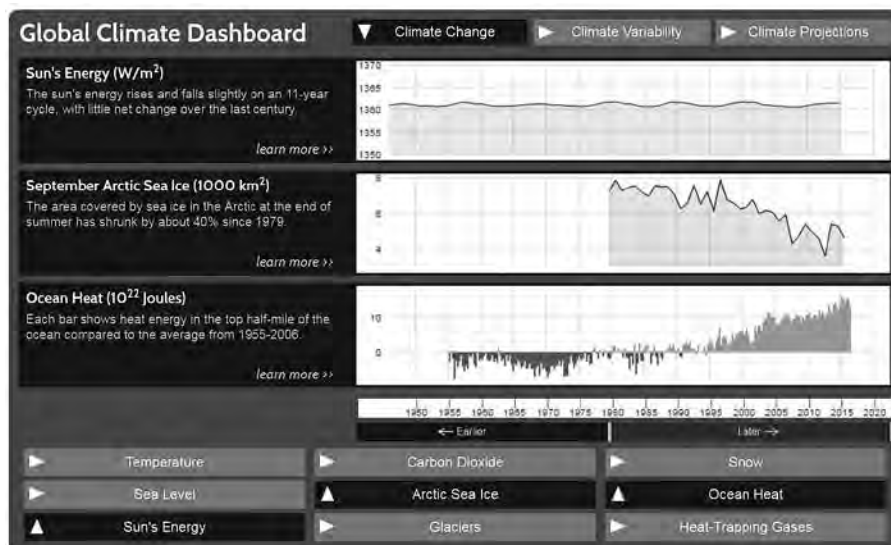 Global Climate Dashboard
Climate Change
Climate Variability
Climate Projections
Sun's Energy (W/m²)
The sun's energy rises and falls slightly on an 11-year
cycle, with little net change over the last century.
learn more >>
1370
1365
1360
1355
1350
September Arctic Sea Ice (1000 km²)
The area covered by sea ice in the Arctic at the end of
summer has shrunk by about 40% since 1979.
learn more >>
8
6
4
Ocean Heat (10²² Joules)
Each bar shows heat energy in the top half-mile of the
ocean compared to the average from 1955-2006.
learn more >>
10
0
1950 1955 1960 1965 1970 1975 1980 1985 1990 1995 2000 2005 2010 2015 2020
← Earlier
Later →
Temperature
Carbon Dioxide
Snow
Sea Level
Arctic Sea Ice
Ocean Heat
Sun's Energy
Glaciers
Heat-Trapping Gases